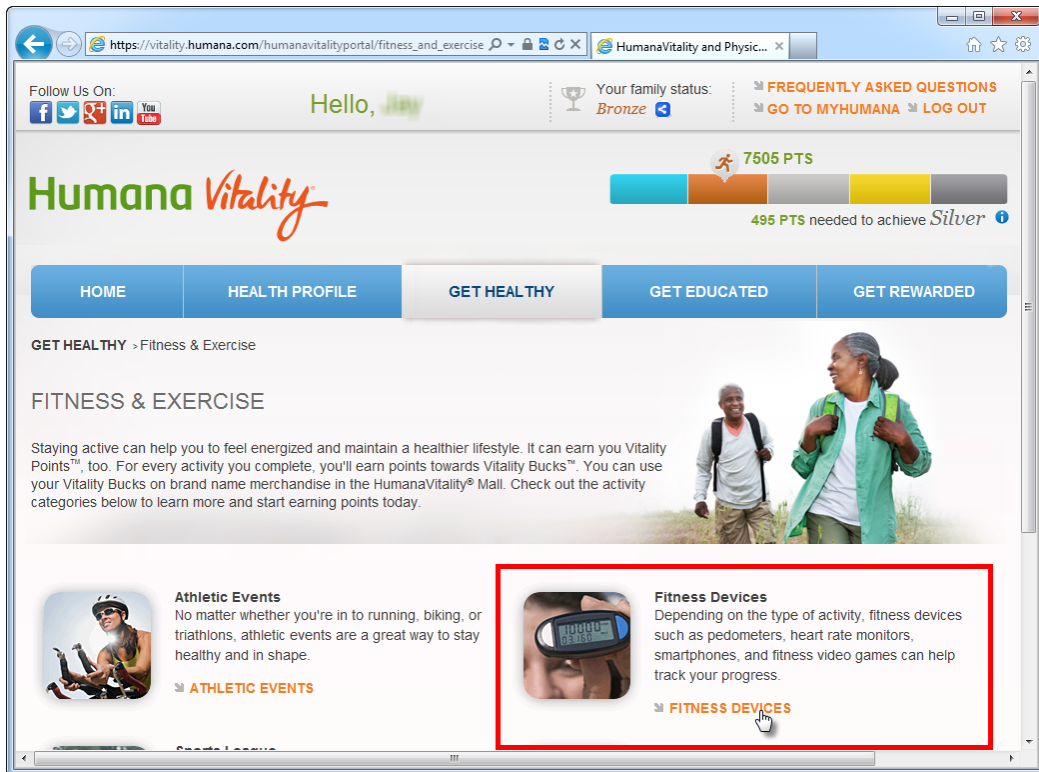 https://vitality.humana.com/humanavitalityportal/fitness_and_exercise
HumanaVitality and Physic...
Follow Us On:
You
Tube
Hello,
Your family status:
Bronze
FREQUENTLY ASKED QUESTIONS
GO TO MYHUMANA LOG OUT
Humana Vitality
7505 PTS
495 PTS needed to achieve Silver
HOME
HEALTH PROFILE
GET HEALTHY
GET EDUCATED
GET REWARDED
GET HEALTHY > Fitness & Exercise
FITNESS & EXERCISE
Staying active can help you to feel energized and maintain a healthier lifestyle. It can earn you Vitality
Points™, too. For every activity you complete, you'll earn points towards Vitality Bucks™. You can use
your Vitality Bucks on brand name merchandise in the HumanaVitality® Mall. Check out the activity
categories below to learn more and start earning points today.
Athletic Events
No matter whether you're in to running, biking, or
triathlons, athletic events are a great way to stay
healthy and in shape.
ATHLETIC EVENTS
Fitness Devices
Depending on the type of activity, fitness devices
such as pedometers, heart rate monitors,
smartphones, and fitness video games can help
track your progress.
FITNESS DEVICES
10000
Sports League